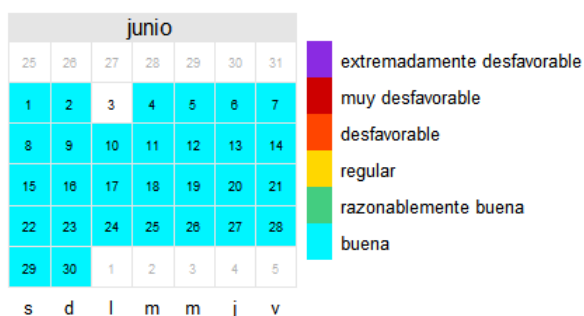 junio
25 26 27 28 29 30 31
1 2 3 4 5 6 7
8 9 10 11 12 13 14
15 16 17 18 19 20 21
22 23 24 25 26 27 28
29 30 1 2 3 4 5
s d l m m j v
extremadamente desfavorable
muy desfavorable
desfavorable
regular
razonablemente buena
buena